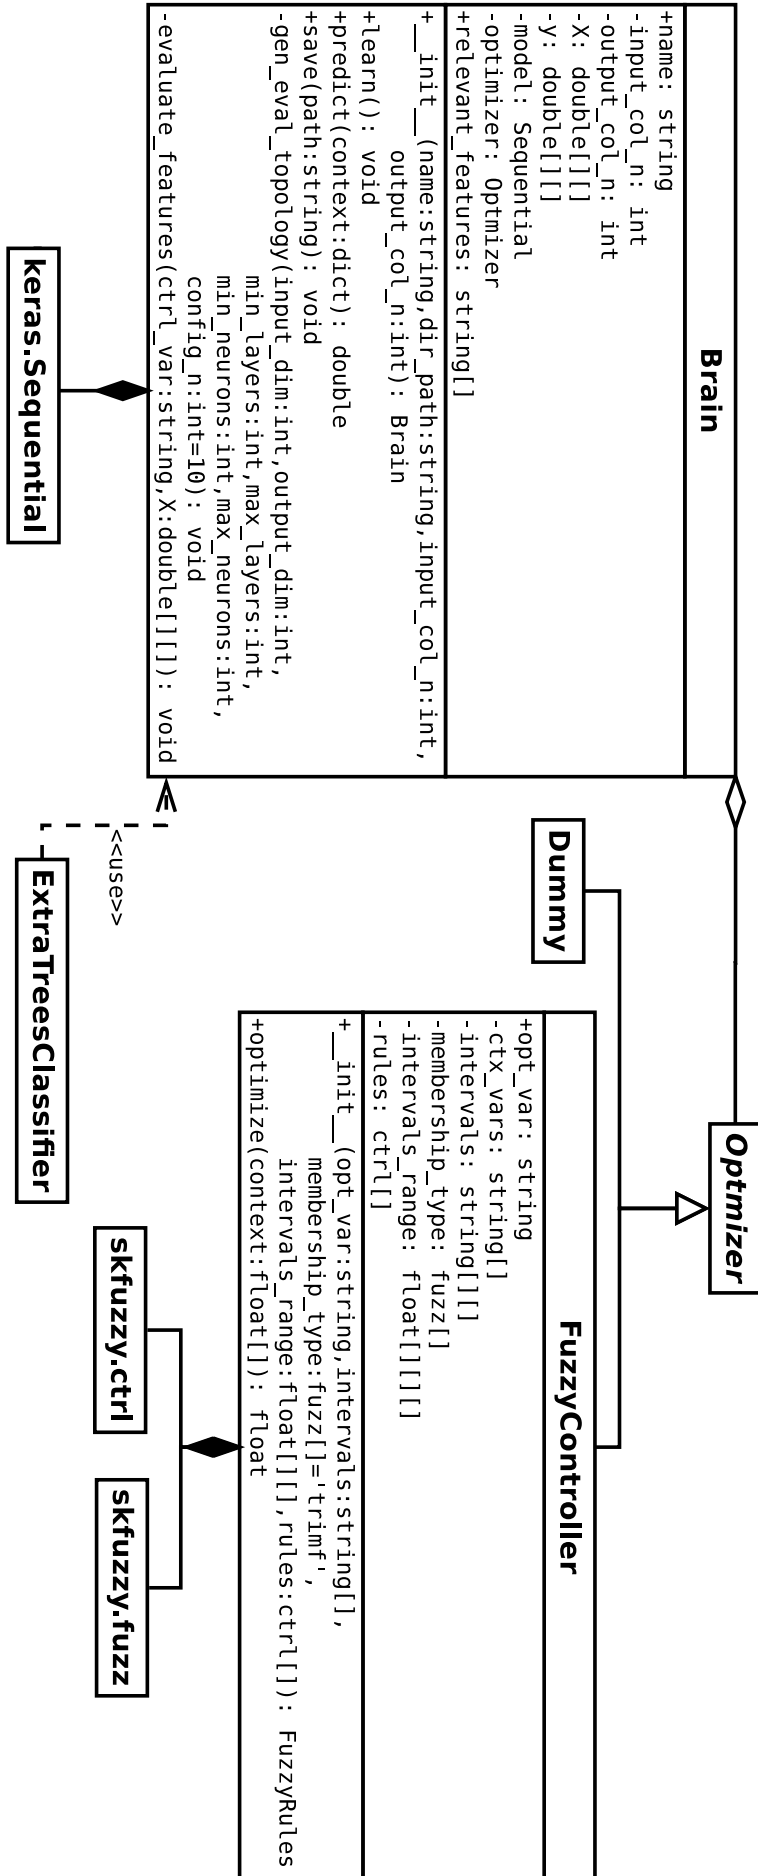 Brain
+name: string
-input_col_n: int
-output_col_n: int
-X: double[][]
-y: double[][]
-model: Sequential
-optimizer: Optmizer
+relevant_features: string[]
+__init__(name:string,dir_path:string,input_col_n:int,
output_col_n:int): Brain
+learn(): void
+predict(context:dict): double
+save(path:string): void
-gen_eval_topology(input_dim:int,output_dim:int,
min_layers:int,max_layers:int,
min_neurons:int,max_neurons:int,
config_n:int=10): void
-evaluate_features(ctrl_var:string,X:double[][]): void
keras.Sequential
<<use>>
ExtraTreesClassifier
Optmizer
Dummy
FuzzyController
+opt_var: string
-ctx_vars: string[]
-intervals: string[][]
-membership_type: fuzz[]
-intervals_range: float[][][]
-rules: ctrl[]
+__init__(opt_var:string,intervals:string[],
membership_type:fuzz[]='trimf',
intervals_range:float[][],rules:ctrl[]): FuzzyRules
+optimize(context:float[]): float
skfuzzy.ctrl
skfuzzy.fuzz